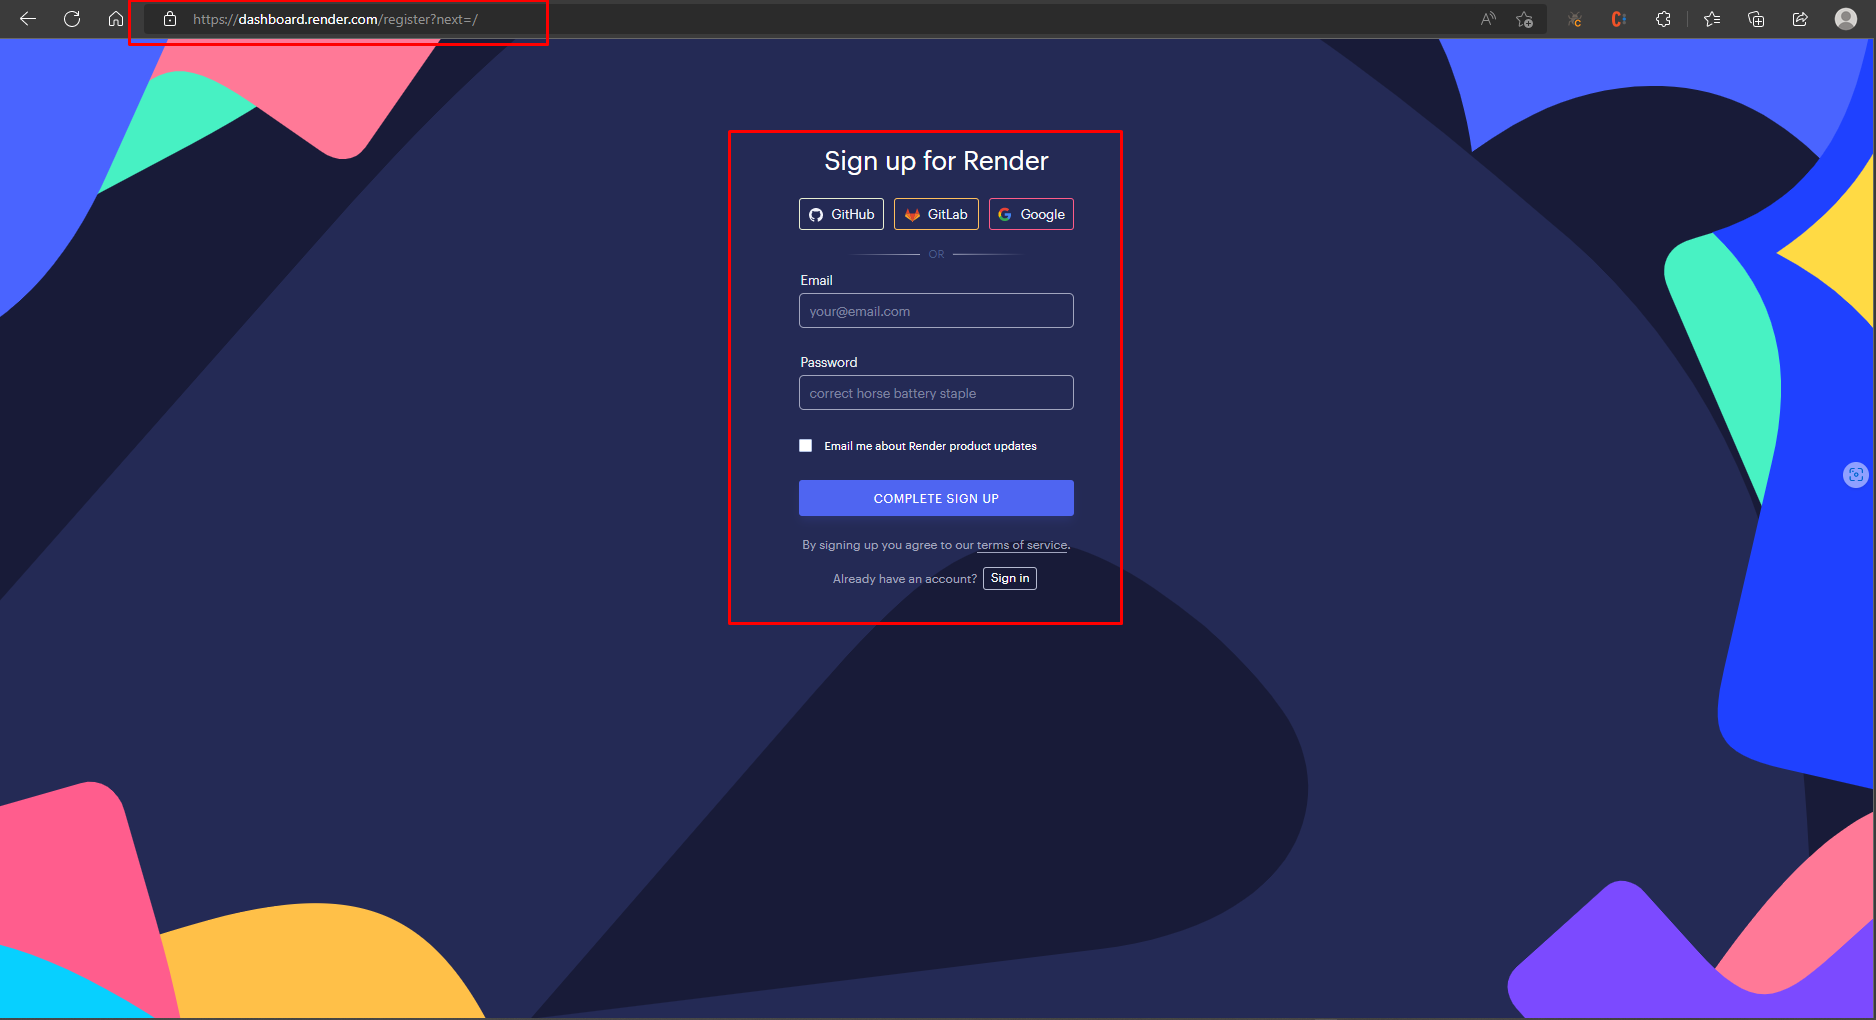 https://dashboard.render.com/register?next=/
Sign up for Render
GitHub GitLab Google
OR
Email
your@email.com
Password
correct horse battery staple
Email me about Render product updates
COMPLETE SIGN UP
By signing up you agree to our terms of service.
Already have an account? Sign in